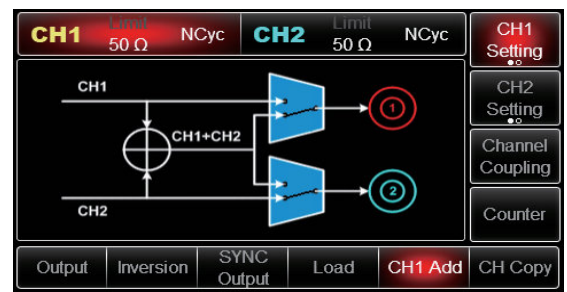 CH1 Limit 50 Ω NCyc CH2 Limit 50 Ω NCyc
CH1 Setting
CH2 Setting
Channel Coupling
Counter
CH1
CH1+CH2
CH2
1
2
Output Inversion SYNC Output Load CH1 Add CH Copy